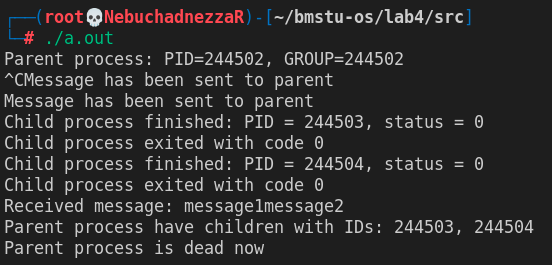 ┌──(root💀NebuchadnezzaR)-[~/bmstu-os/lab4/src]
└─# ./a.out
Parent process: PID=244502, GROUP=244502
^CMessage has been sent to parent
Message has been sent to parent
Child process finished: PID = 244503, status = 0
Child process exited with code 0
Child process finished: PID = 244504, status = 0
Child process exited with code 0
Received message: message1message2
Parent process have children with IDs: 244503, 244504
Parent process is dead now